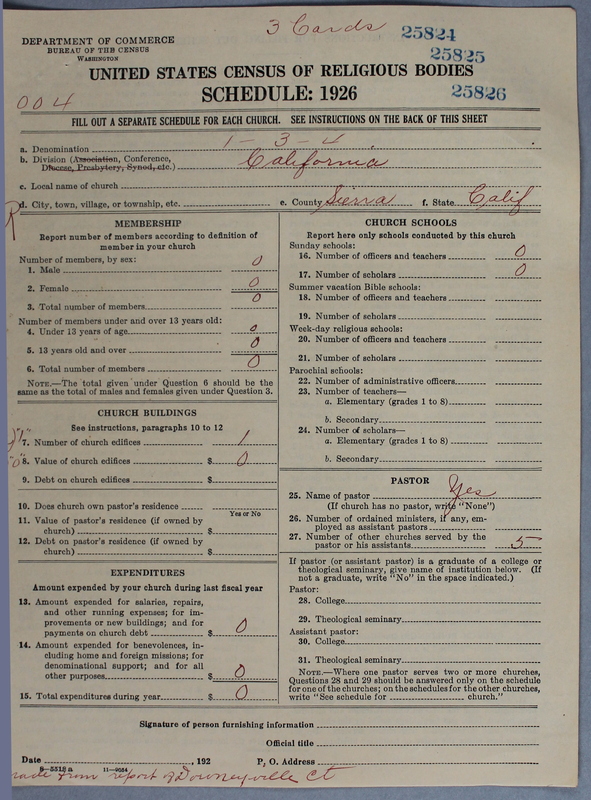 3 Cards 25824
25825
25826
DEPARTMENT OF COMMERCE
BUREAU OF THE CENSUS
WASHINGTON
UNITED STATES CENSUS OF RELIGIOUS BODIES
004
SCHEDULE: 1926
FILL OUT A SEPARATE SCHEDULE FOR EACH CHURCH. SEE INSTRUCTIONS ON THE BACK OF THIS SHEET
a. Denomination 1-3-4
b. Division (Association, Conference, Diocese, Presbytery, Synod, etc.) California
c. Local name of church
d. City, town, village, or township, etc. e. County Sierra f. State Calif
R
MEMBERSHIP
Report number of members according to definition of
member in your church
Number of members, by sex:
1. Male 0
2. Female 0
3. Total number of members 0
Number of members under and over 13 years old:
4. Under 13 years of age 0
5. 13 years old and over 0
6. Total number of members 0
NOTE.—The total given under Question 6 should be the
same as the total of males and females given under Question 3.
CHURCH BUILDINGS
See instructions, paragraphs 10 to 12
"1" 7. Number of church edifices 1
"0" 8. Value of church edifices $ 0
9. Debt on church edifices $
10. Does church own pastor's residence
Yes or No
11. Value of pastor's residence (if owned by
church) $
12. Debt on pastor's residence (if owned by
church) $
EXPENDITURES
Amount expended by your church during last fiscal year
13. Amount expended for salaries, repairs,
and other running expenses; for im-
provements or new buildings; and for
payments on church debt $ 0
14. Amount expended for benevolences, in-
cluding home and foreign missions; for
denominational support; and for all
other purposes $ 0
15. Total expenditures during year $ 0
CHURCH SCHOOLS
Report here only schools conducted by this church
Sunday schools:
16. Number of officers and teachers 0
17. Number of scholars 0
Summer vacation Bible schools:
18. Number of officers and teachers
19. Number of scholars
Week-day religious schools:
20. Number of officers and teachers
21. Number of scholars
Parochial schools:
22. Number of administrative officers
23. Number of teachers—
a. Elementary (grades 1 to 8)
b. Secondary
24. Number of scholars—
a. Elementary (grades 1 to 8)
b. Secondary
PASTOR
25. Name of pastor Yes
(If church has no pastor, write "None")
26. Number of ordained ministers, if any, em-
ployed as assistant pastors
27. Number of other churches served by the
pastor or his assistants 5
If pastor (or assistant pastor) is a graduate of a college or
theological seminary, give name of institution below. (If
not a graduate, write "No" in the space indicated.)
Pastor:
28. College
29. Theological seminary
Assistant pastor:
30. College
31. Theological seminary
NOTE.—Where one pastor serves two or more churches,
Questions 28 and 29 should be answered only on the schedule
for one of the churches; on the schedules for the other churches,
write "See schedule for church."
Signature of person furnishing information
Official title
Date , 192 P. O. Address
8—5518a 11—9034
made from report of Downeyville Ct